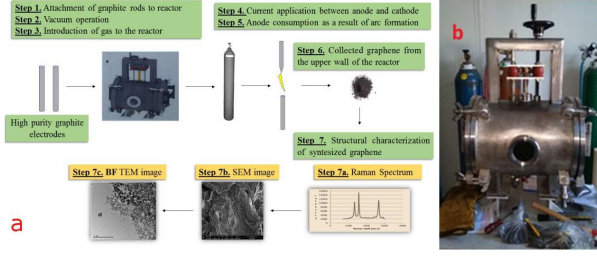 Step 1. Attachment of graphite rods to reactor
Step 2. Vacuum operation
Step 3. Introduction of gas to the reactor
Step 4. Current application between anode and cathode
Step 5. Anode consumption as a result of arc formation
b
Step 6. Collected graphene from
the upper wall of the reactor
High purity graphite
electrodes
Step 7. Structural characterization
of syntesized graphene
Step 7c. BF TEM image
Step 7b. SEM image
Step 7a. Raman Spectrum
a